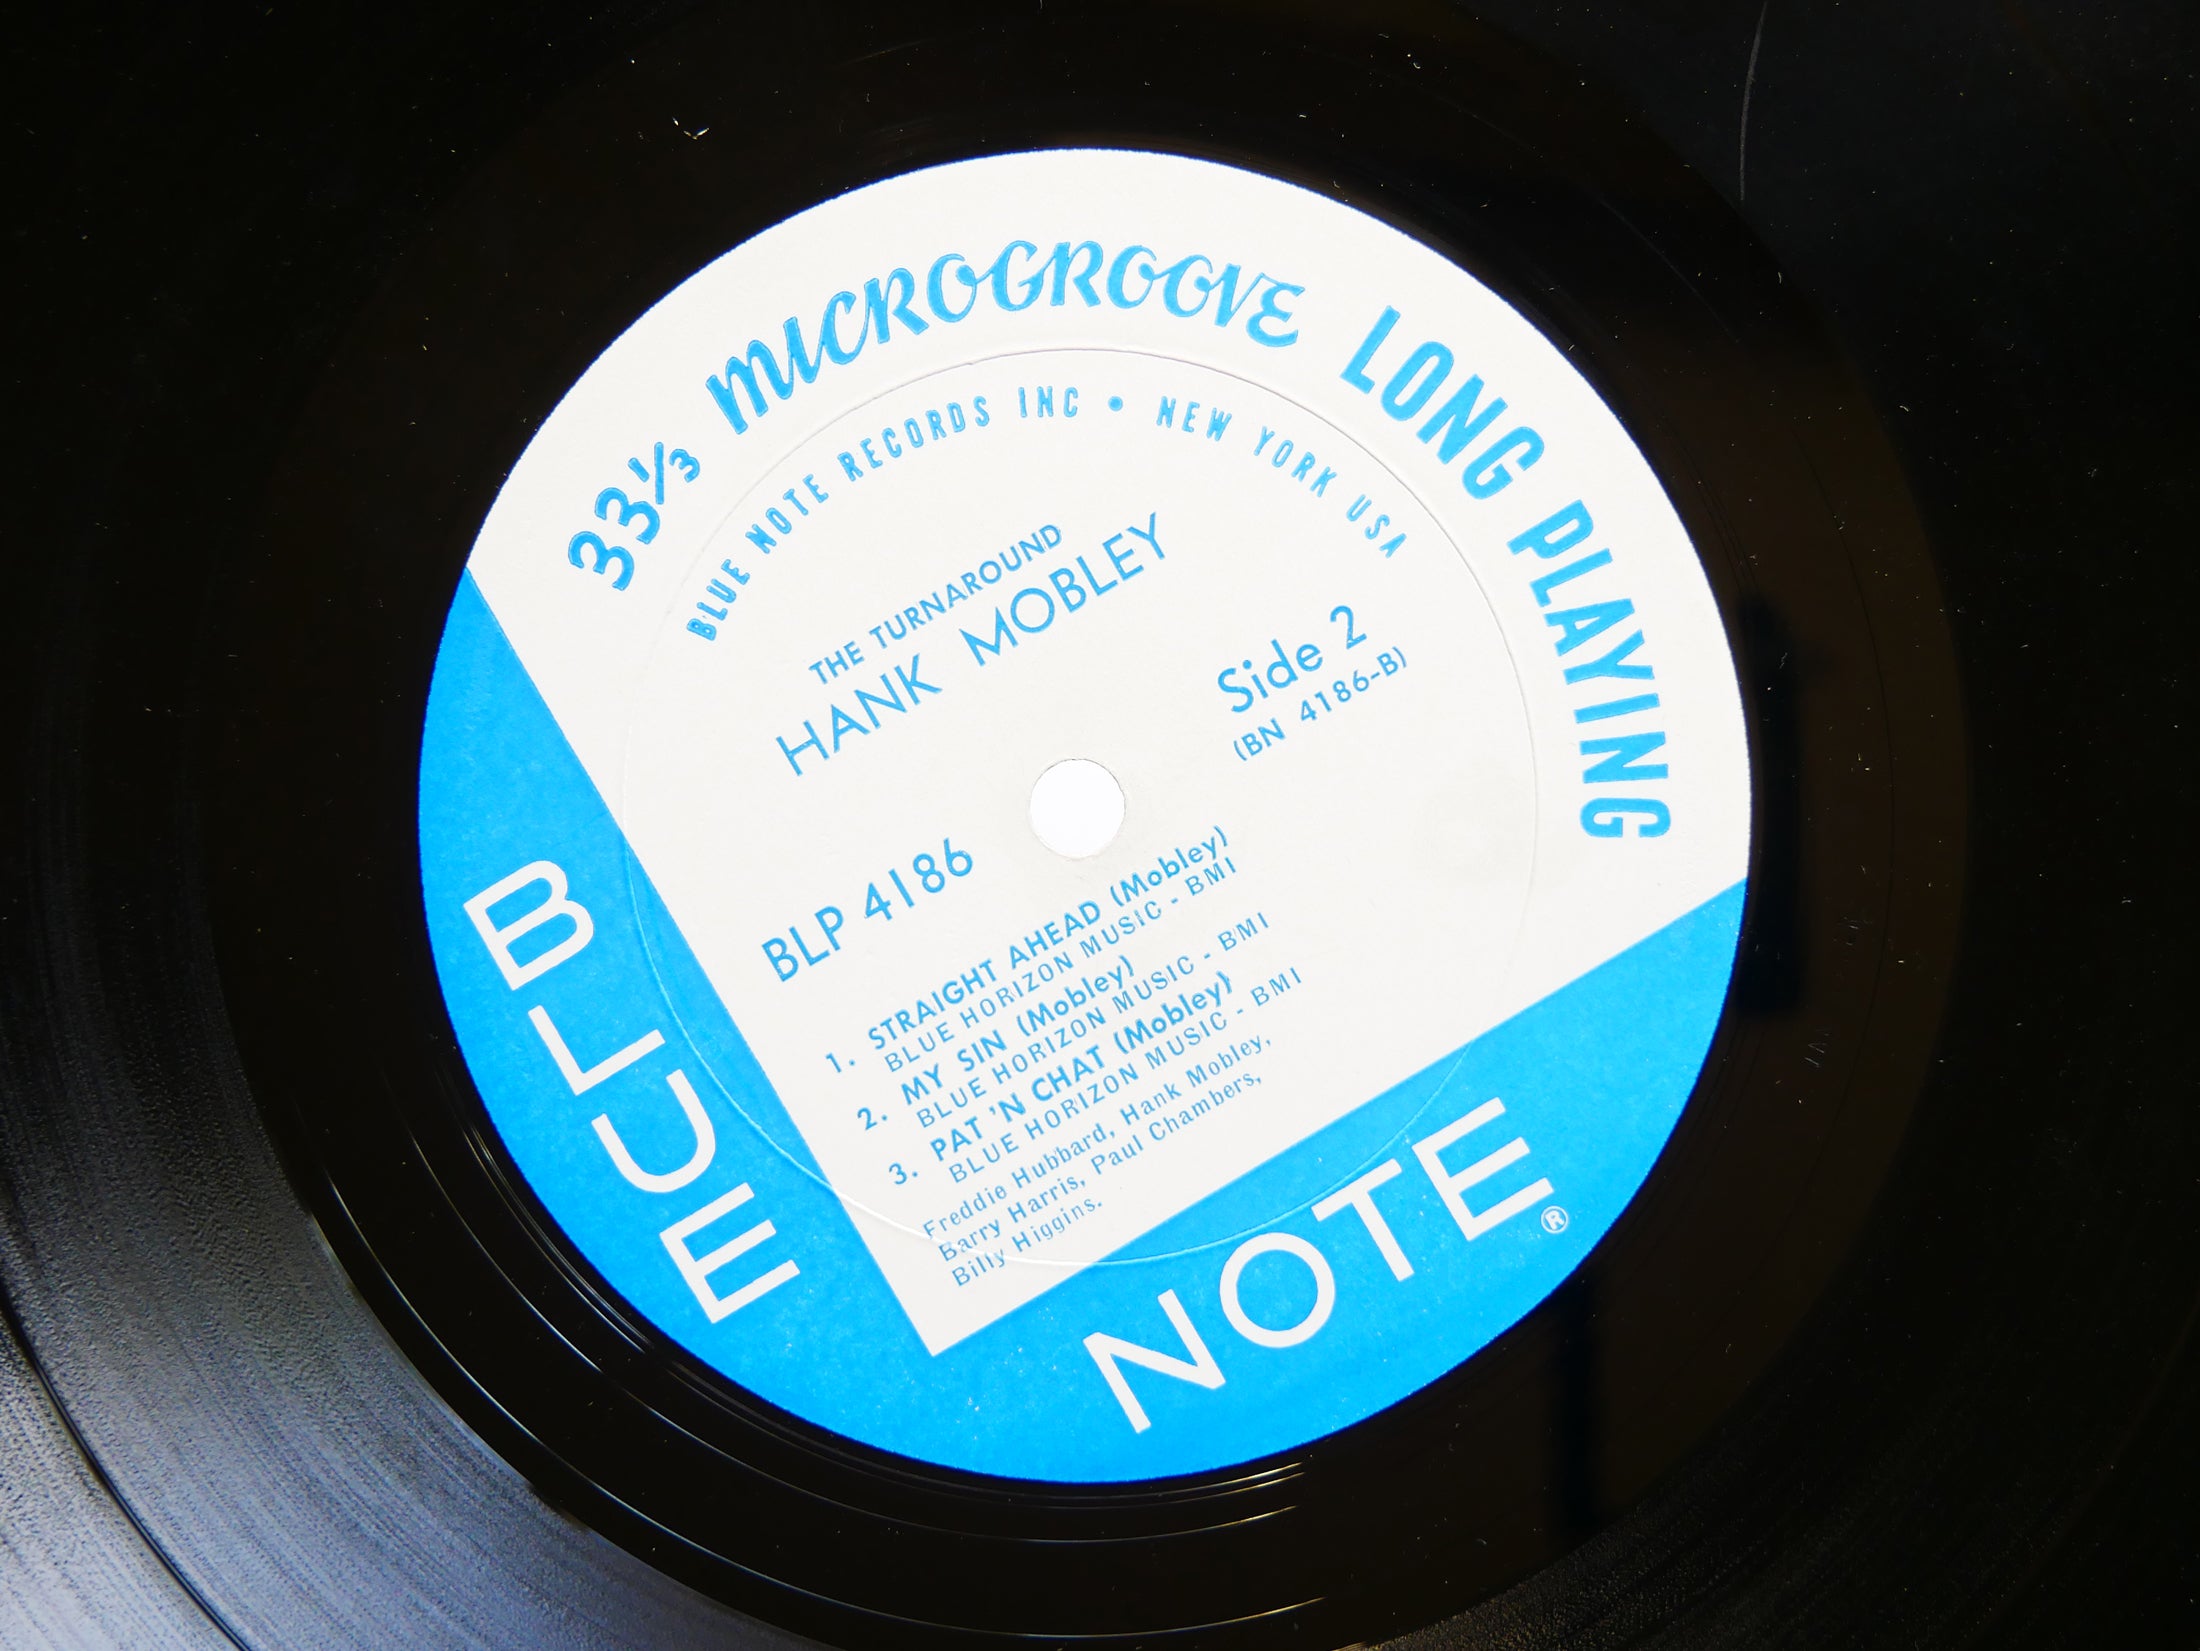 33⅓ MICROGROOVE LONG PLAYING
BLUE NOTE RECORDS INC • NEW YORK USA
THE TURNAROUND
HANK MOBLEY
Side 2
(BN 4186-B)
BLP 4186
1. STRAIGHT AHEAD (Mobley)
BLUE HORIZON MUSIC - BMI
2. MY SIN (Mobley)
BLUE HORIZON MUSIC - BMI
3. PAT 'N CHAT (Mobley)
BLUE HORIZON MUSIC - BMI
Freddie Hubbard, Hank Mobley,
Barry Harris, Paul Chambers,
Billy Higgins.
BLUE
NOTE®